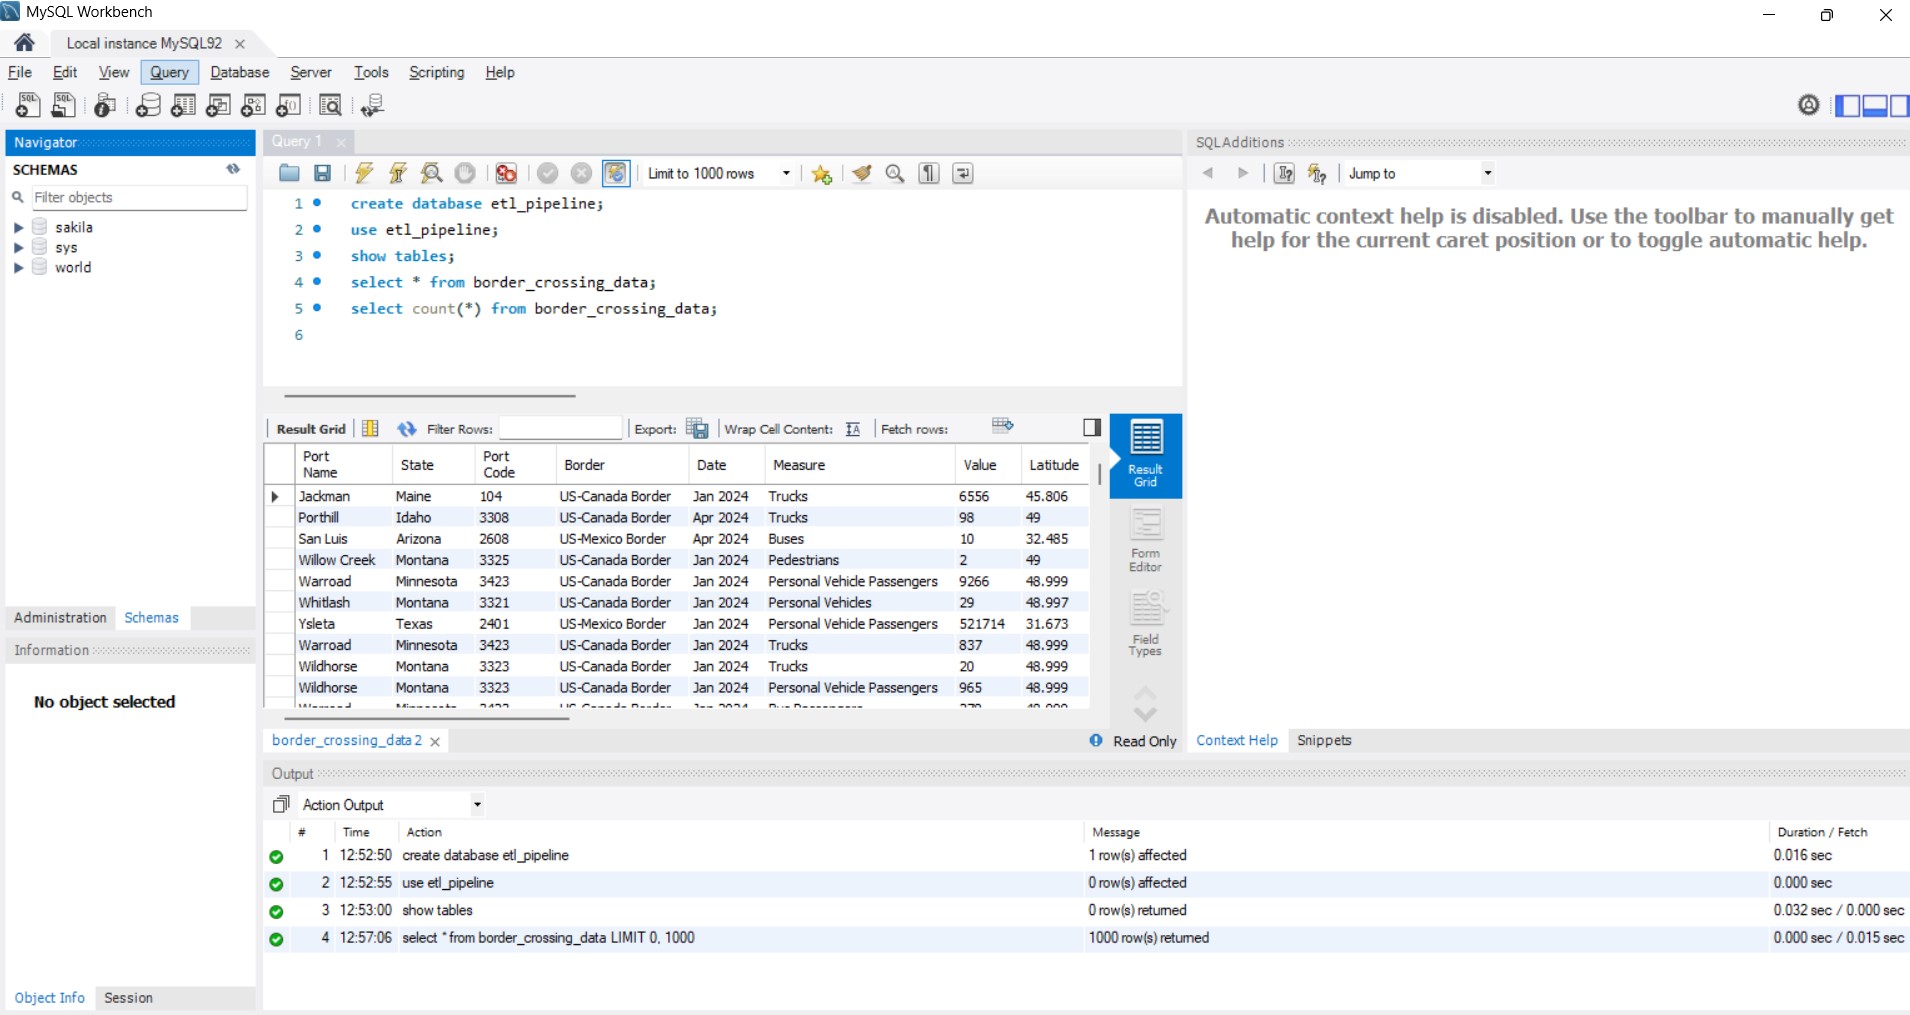 MySQL Workbench
Local instance MySQL92
File Edit View Query Database Server Tools Scripting Help
Navigator
SCHEMAS
Filter objects
sakila
sys
world
Administration Schemas
Information
No object selected
Object Info Session
Query 1
Limit to 1000 rows
1 create database etl_pipeline;
2 use etl_pipeline;
3 show tables;
4 select * from border_crossing_data;
5 select count(*) from border_crossing_data;
6
Result Grid Filter Rows: Export: Wrap Cell Content: Fetch rows:
Port Name State Port Code Border Date Measure Value Latitude
Jackman Maine 104 US-Canada Border Jan 2024 Trucks 6556 45.806
Porthill Idaho 3308 US-Canada Border Apr 2024 Trucks 98 49
San Luis Arizona 2608 US-Mexico Border Apr 2024 Buses 10 32.485
Willow Creek Montana 3325 US-Canada Border Jan 2024 Pedestrians 2 49
Warroad Minnesota 3423 US-Canada Border Jan 2024 Personal Vehicle Passengers 9266 48.999
Whitlash Montana 3321 US-Canada Border Jan 2024 Personal Vehicles 29 48.997
Ysleta Texas 2401 US-Mexico Border Jan 2024 Personal Vehicle Passengers 521714 31.673
Warroad Minnesota 3423 US-Canada Border Jan 2024 Trucks 837 48.999
Wildhorse Montana 3323 US-Canada Border Jan 2024 Trucks 20 48.999
Wildhorse Montana 3323 US-Canada Border Jan 2024 Personal Vehicle Passengers 965 48.999
Result Grid
Form Editor
Field Types
border_crossing_data 2
Read Only
SQLAdditions
Jump to
Automatic context help is disabled. Use the toolbar to manually get
help for the current caret position or to toggle automatic help.
Context Help Snippets
Output
Action Output
# Time Action Message Duration / Fetch
1 12:52:50 create database etl_pipeline 1 row(s) affected 0.016 sec
2 12:52:55 use etl_pipeline 0 row(s) affected 0.000 sec
3 12:53:00 show tables 0 row(s) returned 0.032 sec / 0.000 sec
4 12:57:06 select * from border_crossing_data LIMIT 0, 1000 1000 row(s) returned 0.000 sec / 0.015 sec